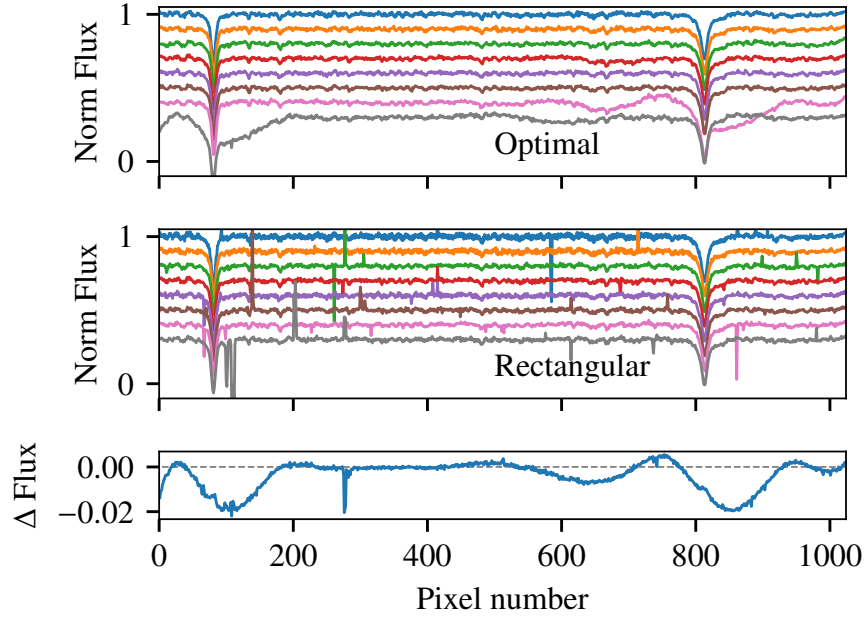 1
Norm Flux
0
Optimal
1
Norm Flux
0
Rectangular
Δ Flux
0.00
−0.02
0 200 400 600 800 1000
Pixel number